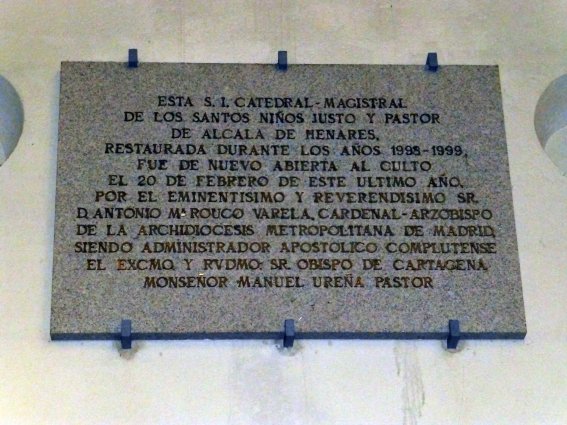 ESTA S. I. CATEDRAL-MAGISTRAL
DE LOS SANTOS NIÑOS JUSTO Y PASTOR
DE ALCALA DE HENARES,
RESTAURADA DURANTE LOS AÑOS 1998-1999,
FUE DE NUEVO ABIERTA AL CULTO
EL 20 DE FEBRERO DE ESTE ULTIMO AÑO,
POR EL EMINENTISIMO Y REVERENDISIMO SR.
D. ANTONIO Mª ROUCO VARELA, CARDENAL-ARZOBISPO
DE LA ARCHIDIOCESIS METROPOLITANA DE MADRID,
SIENDO ADMINISTRADOR APOSTOLICO COMPLUTENSE
EL EXCMO. Y RVDMO. SR. OBISPO DE CARTAGENA
MONSEÑOR MANUEL UREÑA PASTOR